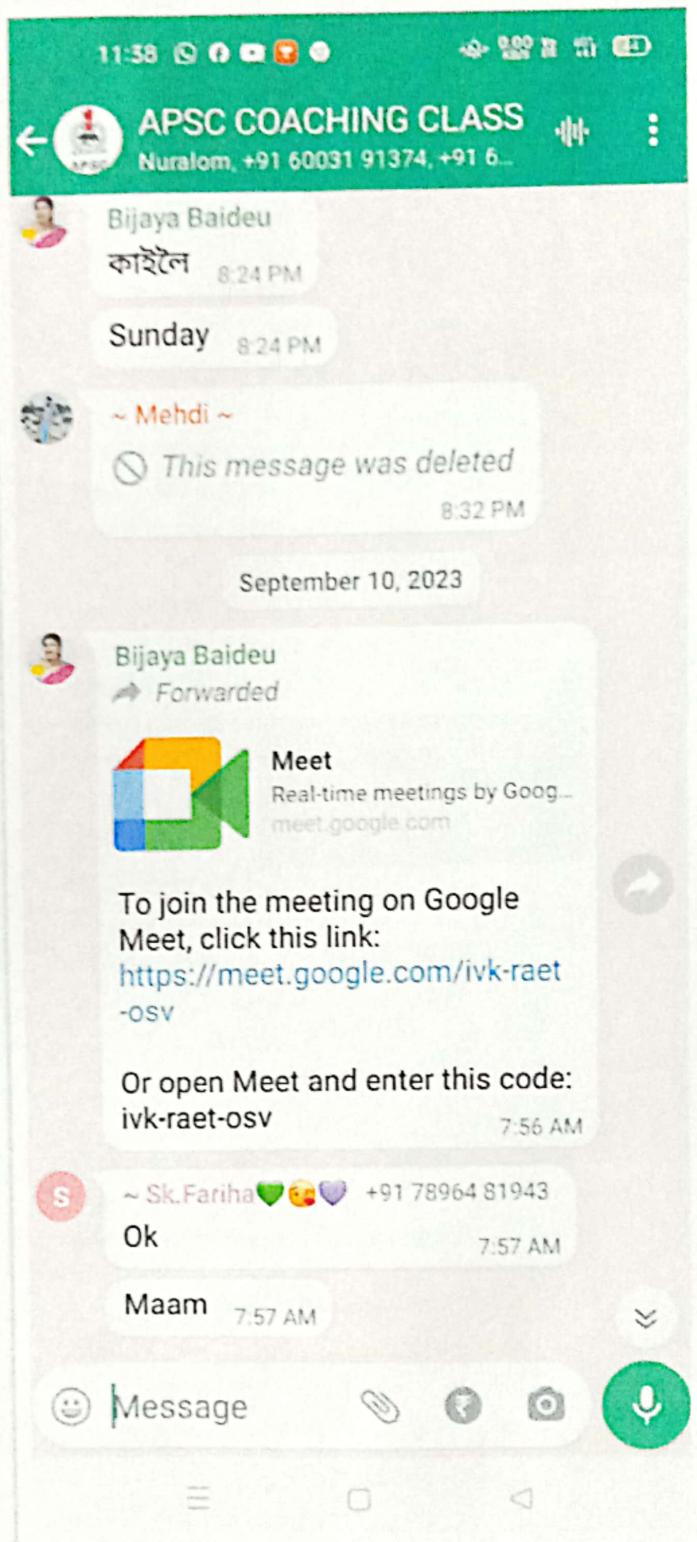 11:38
APSC COACHING CLASS
Nuralom, +91 60031 91374, +91 6...
Bijaya Baideu
কাইলৈ 8:24 PM
Sunday 8:24 PM
~ Mehdi ~
This message was deleted
8:32 PM
September 10, 2023
Bijaya Baideu
Forwarded
Meet
Real-time meetings by Goog...
meet.google.com
To join the meeting on Google
Meet, click this link:
https://meet.google.com/ivk-raet
-osv
Or open Meet and enter this code:
ivk-raet-osv 7:56 AM
S ~ Sk.Fariha💚😘💜 +91 78964 81943
Ok 7:57 AM
Maam 7:57 AM
Message